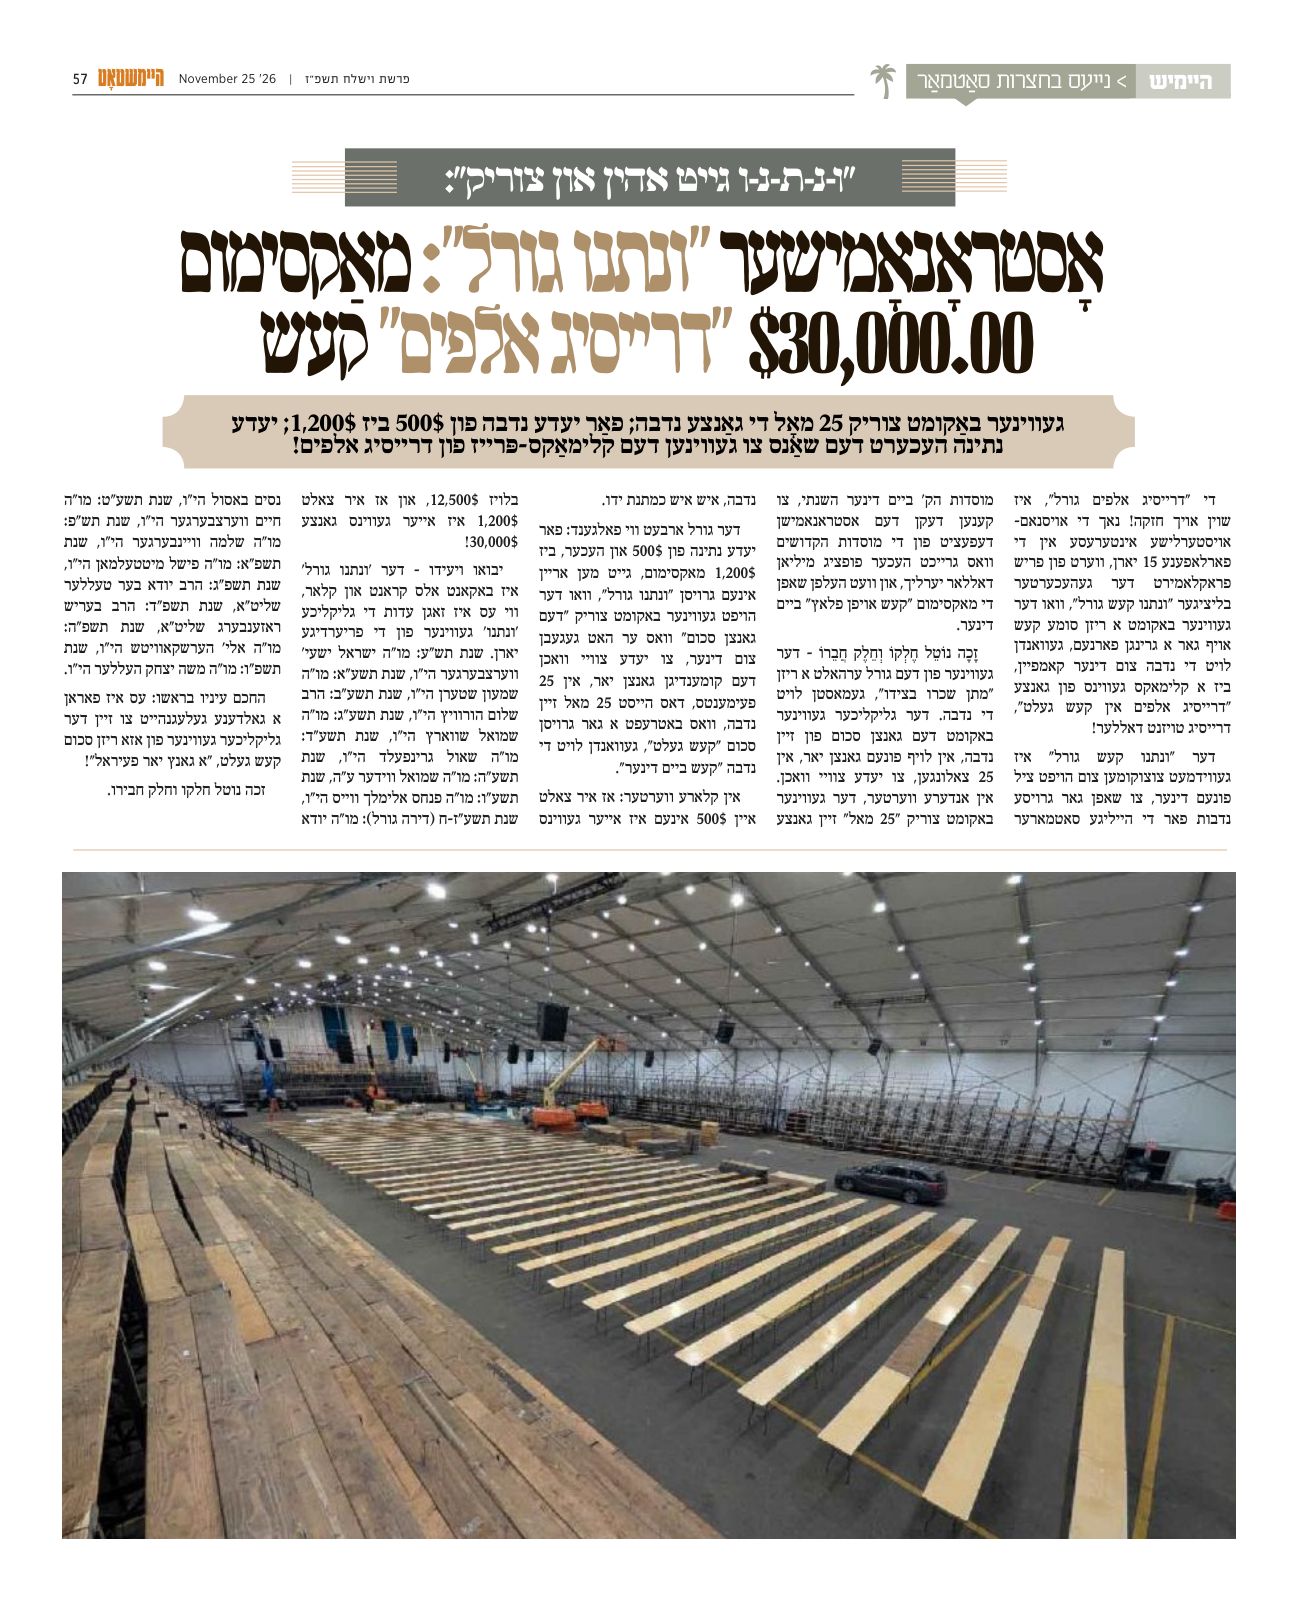 היימיש > נייעס בחצרות סאַטמאַר
פרשת וישלח תשפ״ז | November 25 '26 היימשטאָט 57
"ו-נ-ת-נ-ו גייט אהין און צוריק":
אָסטראָנאָמישער "ונתנו גורל": מאַקסימום
$30,000.00 "דרייסיג אלפים" קעש
געווינער באַקומט צוריק 25 מאָל די גאַנצע נדבה; פאַר יעדע נדבה פון $500 ביז $1,200; יעדע
נתינה העכערט דעם שאַנס צו געווינען דעם קלימאַקס-פּרייז פון דרייסיג אלפים!
די "דרייסיג אלפים גורל", איז
שוין אויך חזקה! נאך די אויסנאם-
אויסטערלישע אינטערעסע אין די
פארלאפענע 15 יארן, ווערט פון פריש
פראקלאמירט דער געהעכערטער
בליציגער "ונתנו קעש גורל", וואו דער
געווינער באקומט א ריזן סומע קעש
אויף גאר א גרינגן פארנעם, געוואנדן
לויט די נדבה צום דינער קאמפיין,
ביז א קלימאקס געווינס פון גאנצע
"דרייסיג אלפים אין קעש געלט",
דרייסיג טויזנט דאללער!
דער "ונתנו קעש גורל" איז
געווידמעט צוצוקומען צום הויפט ציל
פונעם דינער, צו שאפן גאר גרויסע
נדבות פאר די הייליגע סאטמארער
מוסדות הק' ביים דינער השנתי, צו
קענען דעקן דעם אסטראנאמישן
דעפעציט פון די מוסדות הקדושים
וואס גרייכט העכער פופציג מיליאן
דאללאר יערליך, און וועט העלפן שאפן
די מאקסימום "קעש אויפן פלאץ" ביים
דינער.
זָכָה נוֹטֵל חֶלְקוֹ וְחֵלֶק חֲבֵרוֹ - דער
געווינער פון דעם גורל ערהאלט א ריזן
"מתן שכרו בצידו", געמאסטן לויט
די נדבה. דער גליקליכער געווינער
באקומט דעם גאנצן סכום פון זיין
נדבה, אין לויף פונעם גאנצן יאר, אין
25 צאלונגען, צו יעדע צוויי וואכן.
אין אנדערע ווערטער, דער געווינער
באקומט צוריק "25 מאל" זיין גאנצע
נדבה, איש איש כמתנת ידו.
דער גורל ארבעט ווי פאלגענד: פאר
יעדע נתינה פון $500 און העכער, ביז
$1,200 מאקסימום, גייט מען אריין
אינעם גרויסן "ונתנו גורל", וואו דער
הויפט געווינער באקומט צוריק "דעם
גאנצן סכום" וואס ער האט געגעבן
צום דינער, צו יעדע צוויי וואכן
דעם קומענדיגן גאנצן יאר, אין 25
פעימענטס, דאס הייסט 25 מאל זיין
נדבה, וואס באטרעפט א גאר גרויסן
סכום "קעש געלט", געוואנדן לויט די
נדבה "קעש ביים דינער".
אין קלארע ווערטער: אז איר צאלט
איין $500 אינעם איז אייער געווינס
בלויז $12,500, און אז איר צאלט
$1,200 איז אייער געווינס גאנצע
$30,000!
יבואו ויעידו - דער 'ונתנו גורל'
איז באקאנט אלס קראנט און קלאר,
ווי עס איז זאגן עדות די גליקליכע
'ונתנו' געווינער פון די פריערדיגע
יארן. שנת תש"ע: מו"ה ישראל ישעי'
ווערצבערגער הי"ו, שנת תשע"א: מו"ה
שמעון שטערן הי"ו, שנת תשע"ב: הרב
שלום הורוויץ הי"ו, שנת תשע"ג: מו"ה
שמואל שווארץ הי"ו, שנת תשע"ד:
מו"ה שאול גרינפעלד הי"ו, שנת
תשע"ה: מו"ה שמואל ווידער ע"ה, שנת
תשע"ו: מו"ה פנחס אלימלך ווייס הי"ו,
שנת תשע"ז-ח (דירה גורל): מו"ה יודא
נסים באסול הי"ו, שנת תשע"ט: מו"ה
חיים ווערצבערגער הי"ו, שנת תש"פ:
מו"ה שלמה וויינבערגער הי"ו, שנת
תשפ"א: מו"ה פישל מיטטעלמאן הי"ו,
שנת תשפ"ג: הרב יודא בער טעללער
שליט"א, שנת תשפ"ד: הרב בעריש
ראזענבערג שליט"א, שנת תשפ"ה:
מו"ה אלי' הערשקאוויטש הי"ו, שנת
תשפ"ו: מו"ה משה יצחק העללער הי"ו.
החכם עיניו בראשו: עס איז פאראן
א גאלדענע געלעגנהייט צו זיין דער
גליקליכער געווינער פון אזא ריזן סכום
קעש געלט, "א גאנץ יאר פעיראל"!
זכה נוטל חלקו וחלק חבירו.